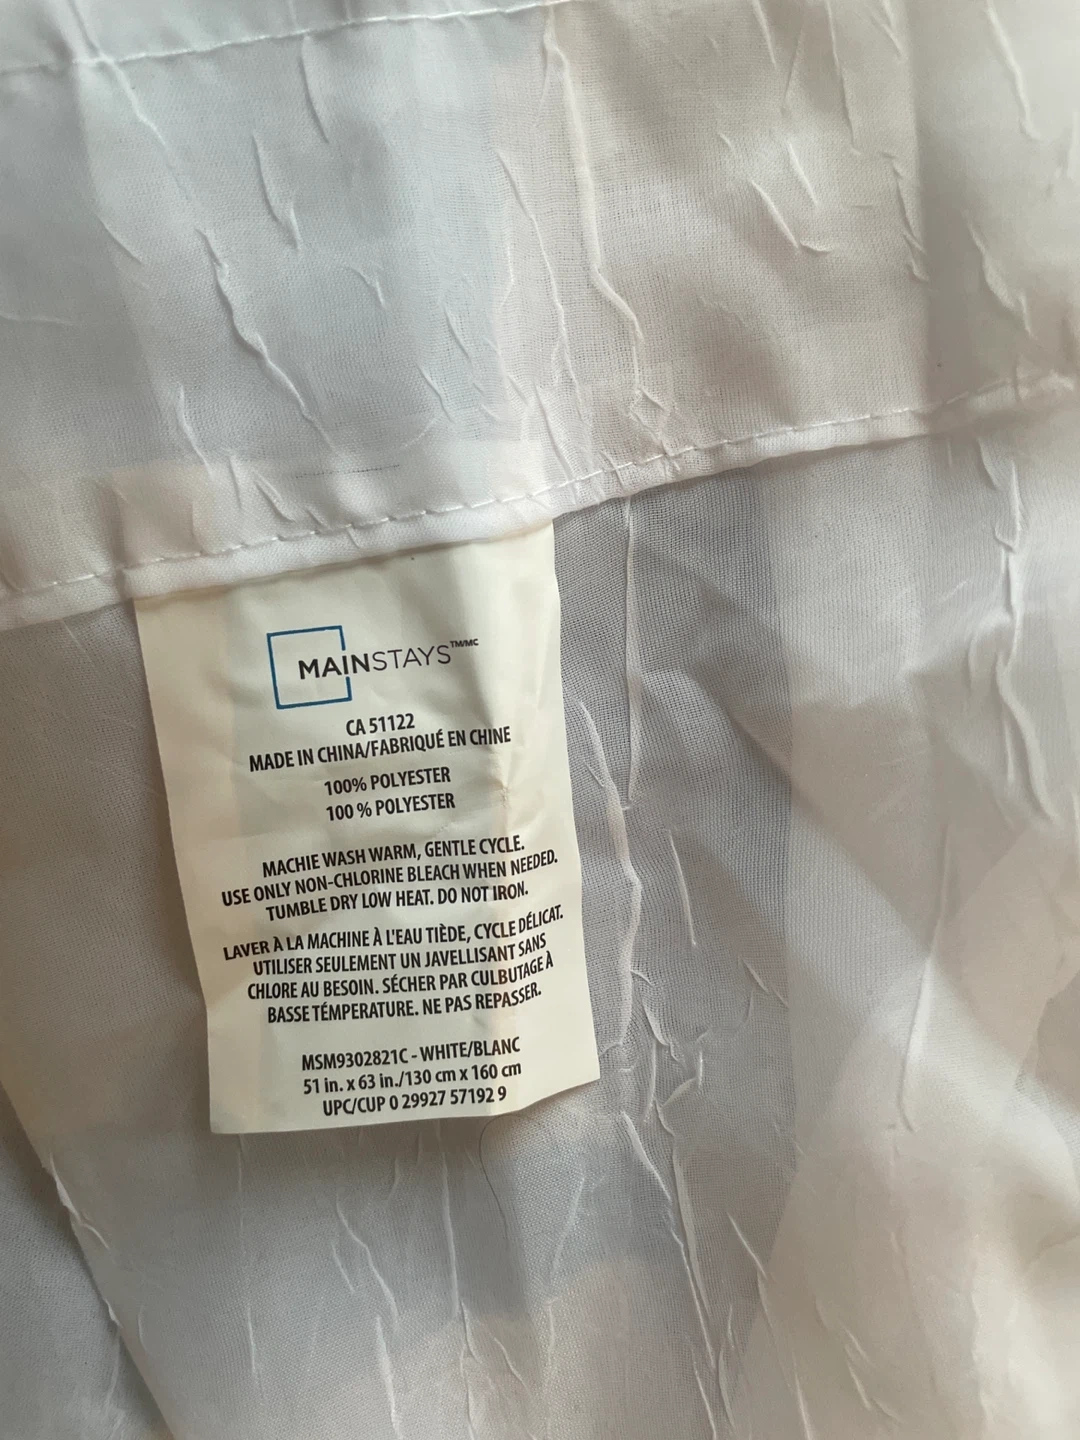 MAINSTAYS™/MC
CA 51122
MADE IN CHINA/FABRIQUÉ EN CHINE
100% POLYESTER
100 % POLYESTER
MACHIE WASH WARM, GENTLE CYCLE.
USE ONLY NON-CHLORINE BLEACH WHEN NEEDED.
TUMBLE DRY LOW HEAT. DO NOT IRON.
LAVER À LA MACHINE À L'EAU TIÈDE, CYCLE DÉLICAT.
UTILISER SEULEMENT UN JAVELLISANT SANS
CHLORE AU BESOIN. SÉCHER PAR CULBUTAGE À
BASSE TÉMPERATURE. NE PAS REPASSER.
MSM9302821C - WHITE/BLANC
51 in. x 63 in./130 cm x 160 cm
UPC/CUP 0 29927 57192 9